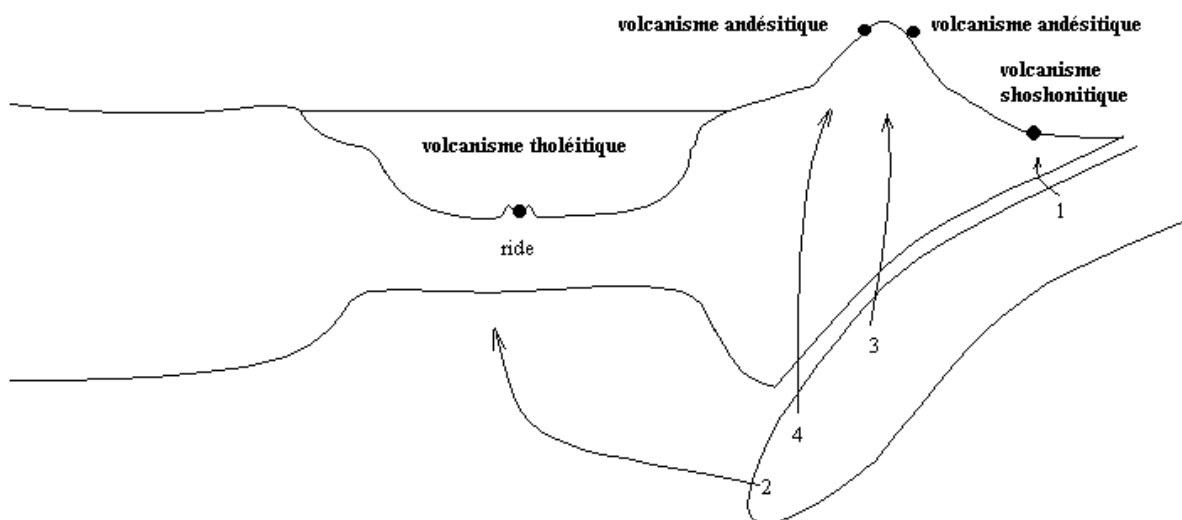 volcanisme andésitique
volcanisme andésitique
volcanisme
shoshonitique
volcanisme tholéitique
ride
1
3
4
2